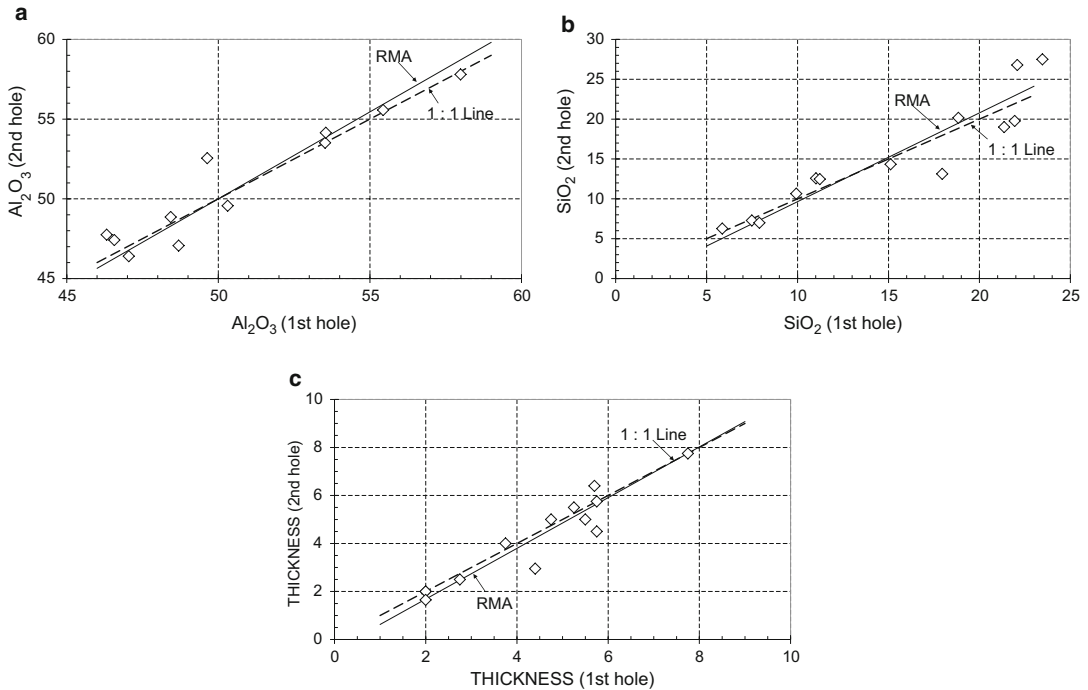 a
60
55
50
45
Al2O3 (2nd hole)
RMA
1 : 1 Line
45 50 55 60
Al2O3 (1st hole)
b
30
25
20
15
10
5
0
SiO2 (2nd hole)
RMA
1 : 1 Line
0 5 10 15 20 25
SiO2 (1st hole)
c
10
8
6
4
2
0
THICKNESS (2nd hole)
1 : 1 Line
RMA
0 2 4 6 8 10
THICKNESS (1st hole)